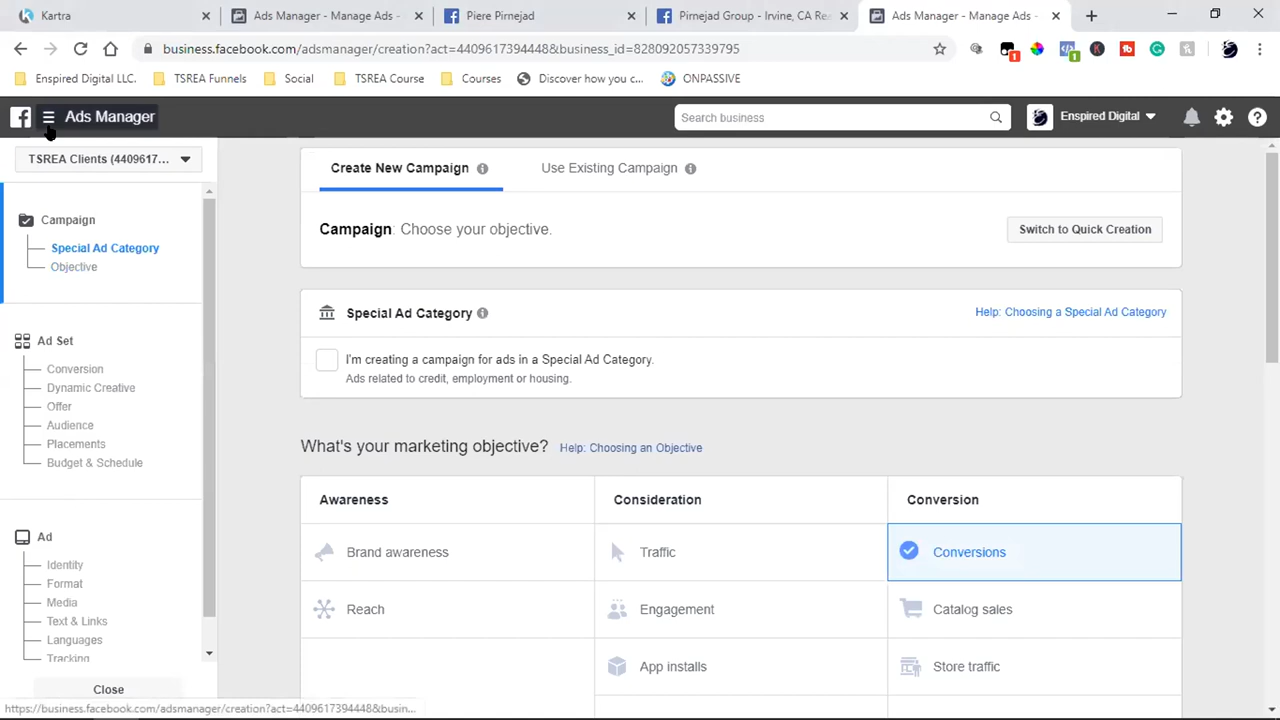 Kartra
Ads Manager - Manage Ads -
Piere Pirnejad
Pirnejad Group - Irvine, CA Re
Ads Manager - Manage Ads -
business.facebook.com/adsmanager/creation?act=4409617394448&business_id=828092057339795
1
1
Enspired Digital LLC.
TSREA Funnels
Social
TSREA Course
Courses
Discover how you c...
ONPASSIVE
Ads Manager
Search business
Enspired Digital
TSREA Clients (4409617...
Create New Campaign
Use Existing Campaign
Campaign
Special Ad Category
Objective
Campaign: Choose your objective.
Switch to Quick Creation
Special Ad Category
Help: Choosing a Special Ad Category
I'm creating a campaign for ads in a Special Ad Category.
Ads related to credit, employment or housing.
Ad Set
Conversion
Dynamic Creative
Offer
Audience
Placements
Budget & Schedule
What's your marketing objective?
Help: Choosing an Objective
Awareness
Consideration
Conversion
Brand awareness
Traffic
Conversions
Reach
Engagement
Catalog sales
App installs
Store traffic
Ad
Identity
Format
Media
Text & Links
Languages
Tracking
Close
https://business.facebook.com/adsmanager/creation?act=4409617394448&busin...